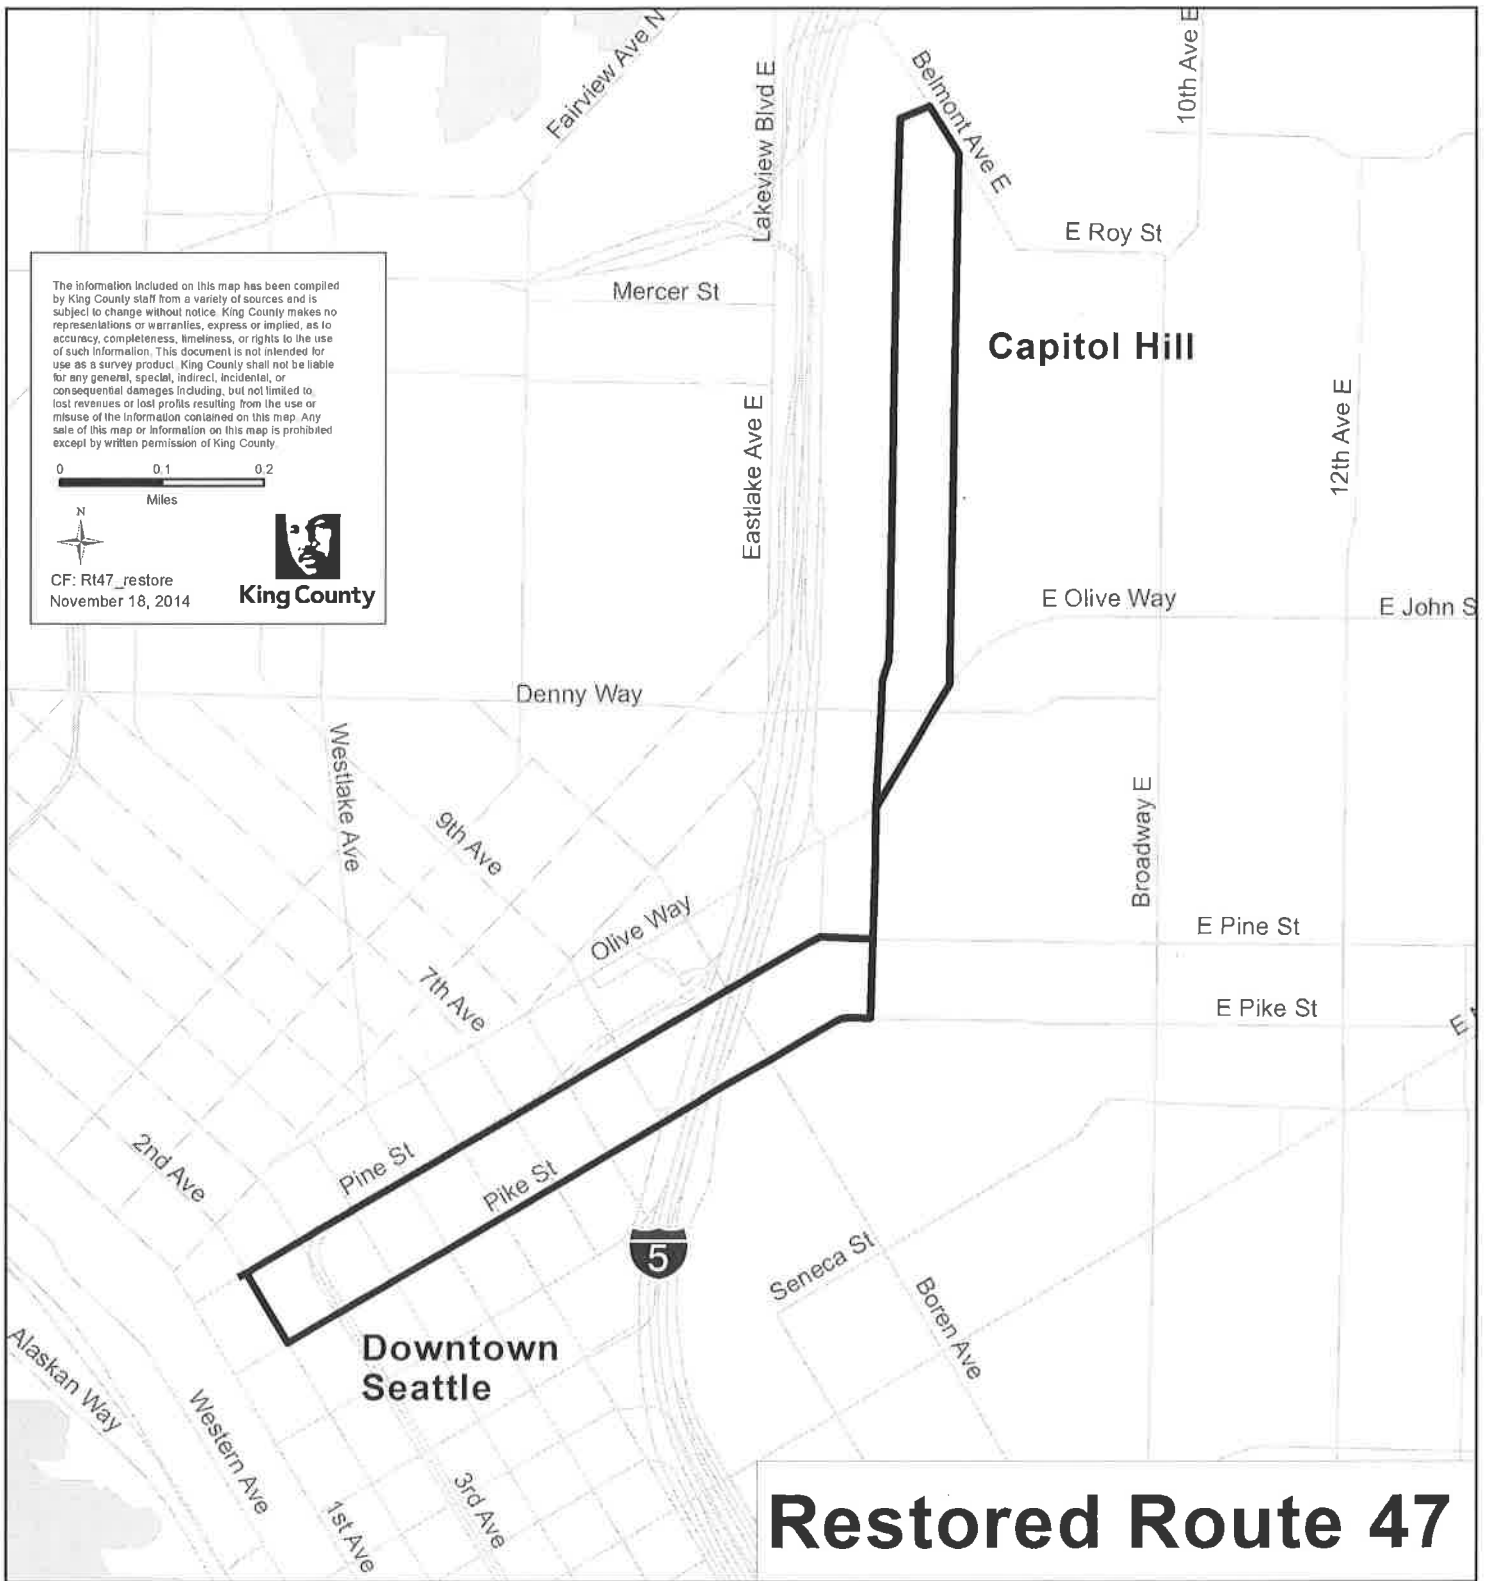 Fairview Ave N
Lakeview Blvd E
Belmont Ave E
10th Ave E
E Roy St
Mercer St
Capitol Hill
The information included on this map has been compiled
by King County staff from a variety of sources and is
subject to change without notice. King County makes no
representations or warranties, express or implied, as to
accuracy, completeness, timeliness, or rights to the use
of such information. This document is not intended for
use as a survey product. King County shall not be liable
for any general, special, indirect, incidental, or
consequential damages including, but not limited to,
lost revenues or lost profits resulting from the use or
misuse of the information contained on this map. Any
sale of this map or information on this map is prohibited
except by written permission of King County.
0 0.1 0.2
Miles
N
CF: Rt47_restore
November 18, 2014
King County
Eastlake Ave E
12th Ave E
E Olive Way
E John S
Denny Way
Westlake Ave
9th Ave
Broadway E
Olive Way
E Pine St
7th Ave
E Pike St
E
2nd Ave
Pine St
Pike St
5
Seneca St
Boren Ave
Downtown
Seattle
Alaskan Way
Western Ave
1st Ave
3rd Ave
Restored Route 47